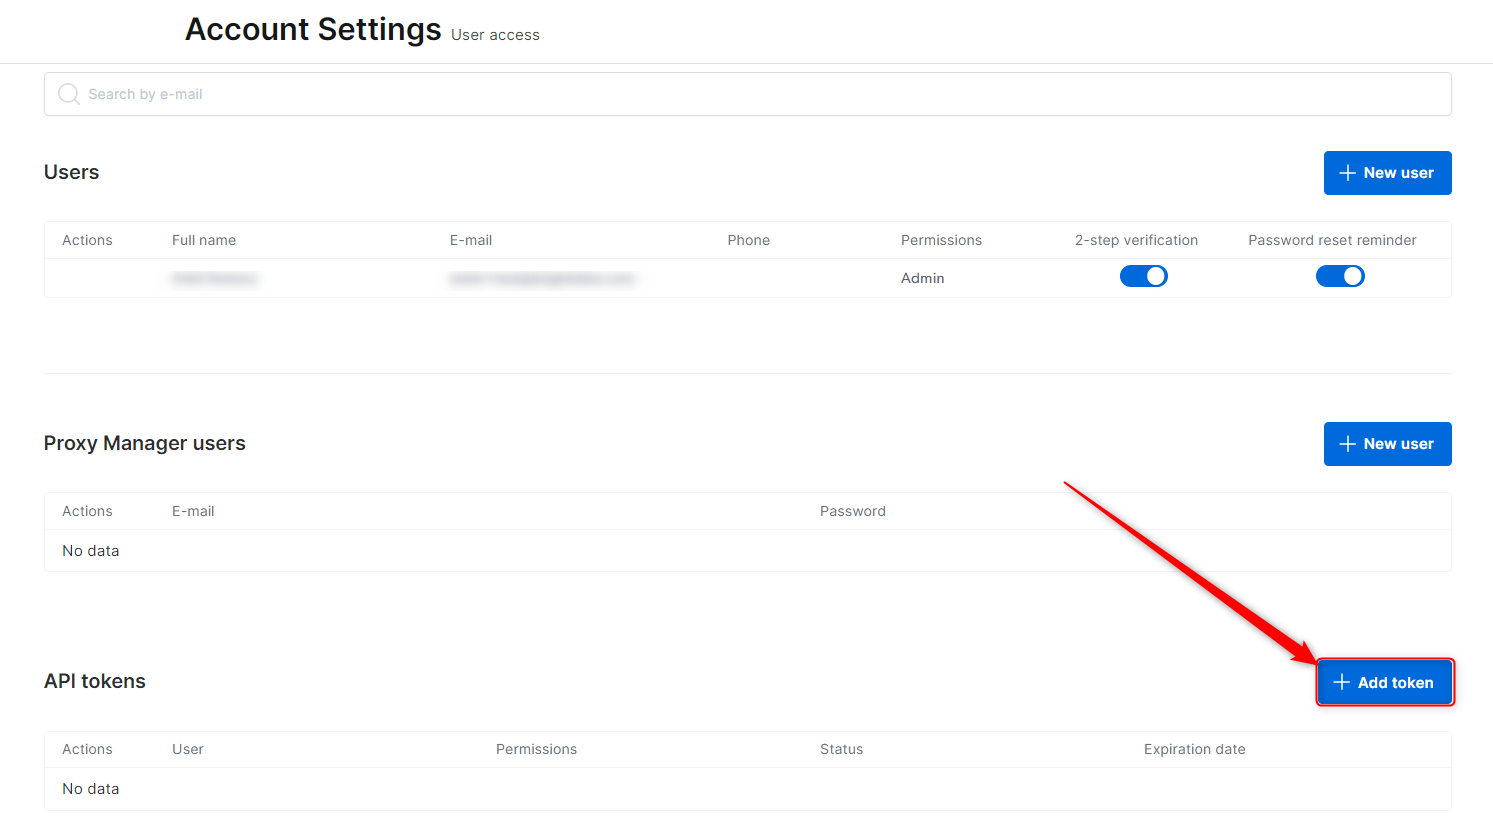 Account Settings User access
Search by e-mail
Users
New user
Actions Full name E-mail Phone Permissions 2-step verification Password reset reminder
Admin
Proxy Manager users
New user
Actions E-mail Password
No data
API tokens
Add token
Actions User Permissions Status Expiration date
No data